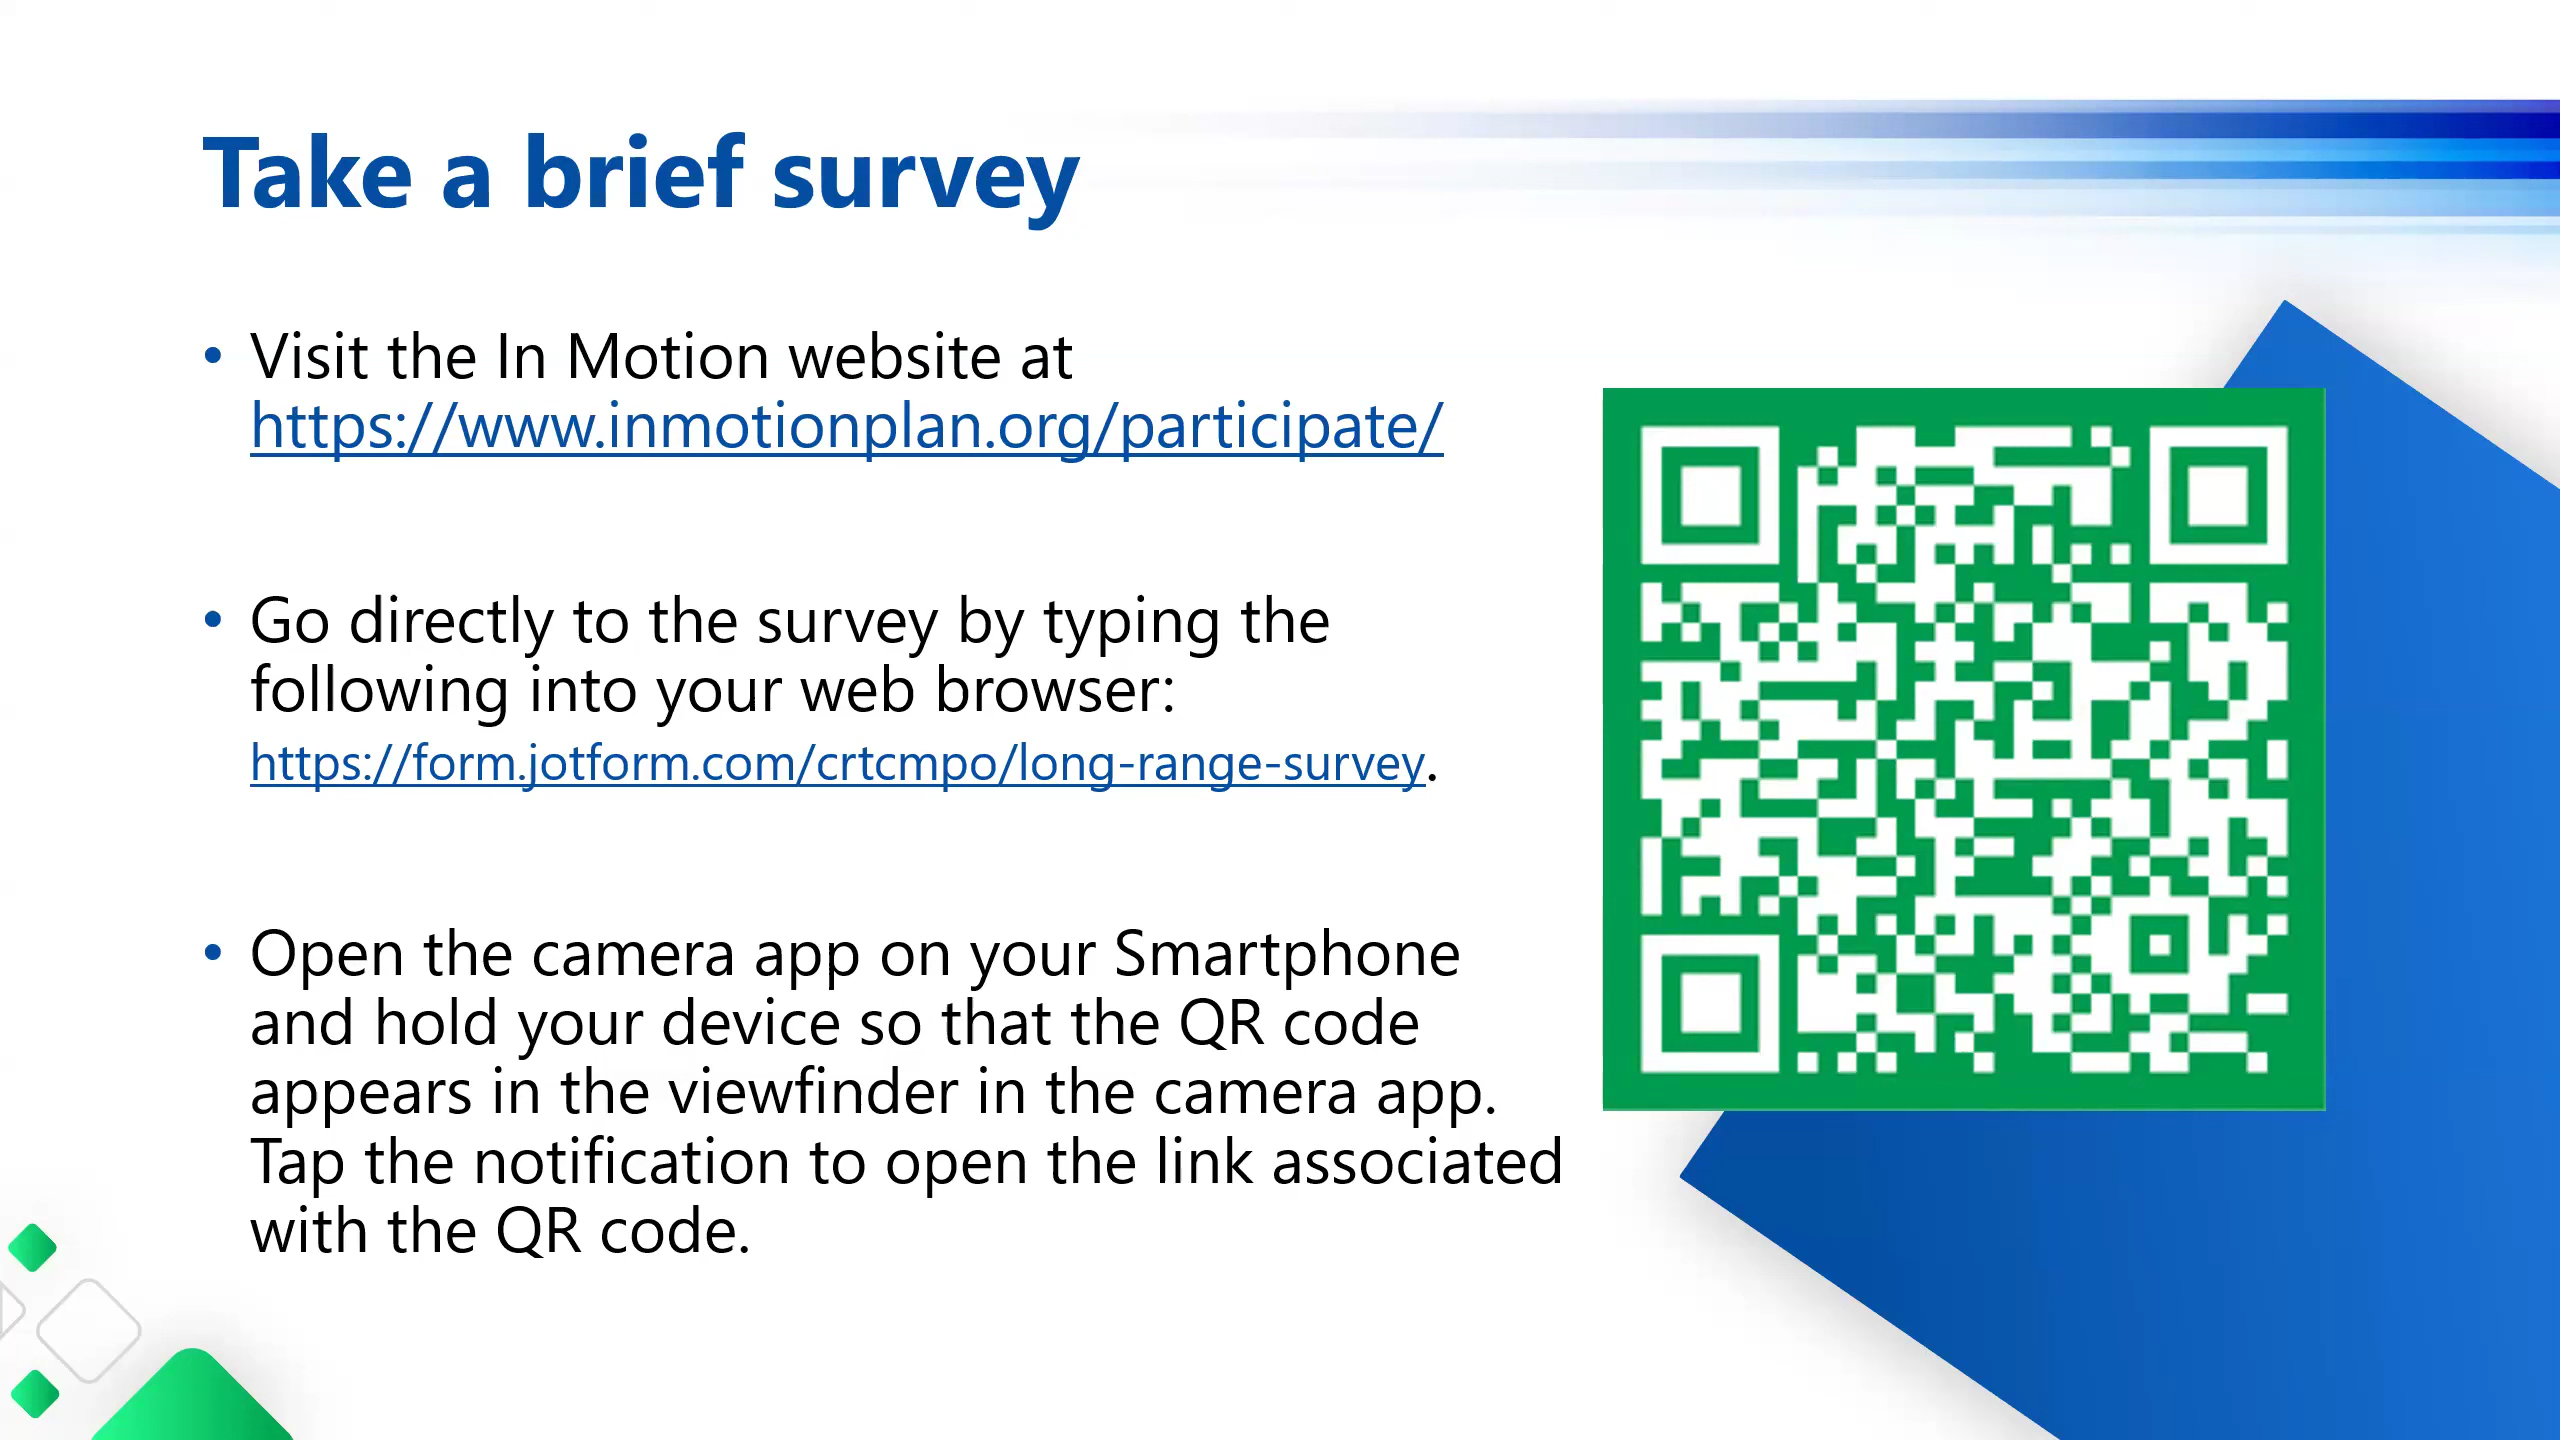 Take a brief survey
• Visit the In Motion website at
https://www.inmotionplan.org/participate/
• Go directly to the survey by typing the
following into your web browser:
https://form.jotform.com/crtcmpo/long-range-survey.
• Open the camera app on your Smartphone
and hold your device so that the QR code
appears in the viewfinder in the camera app.
Tap the notification to open the link associated
with the QR code.